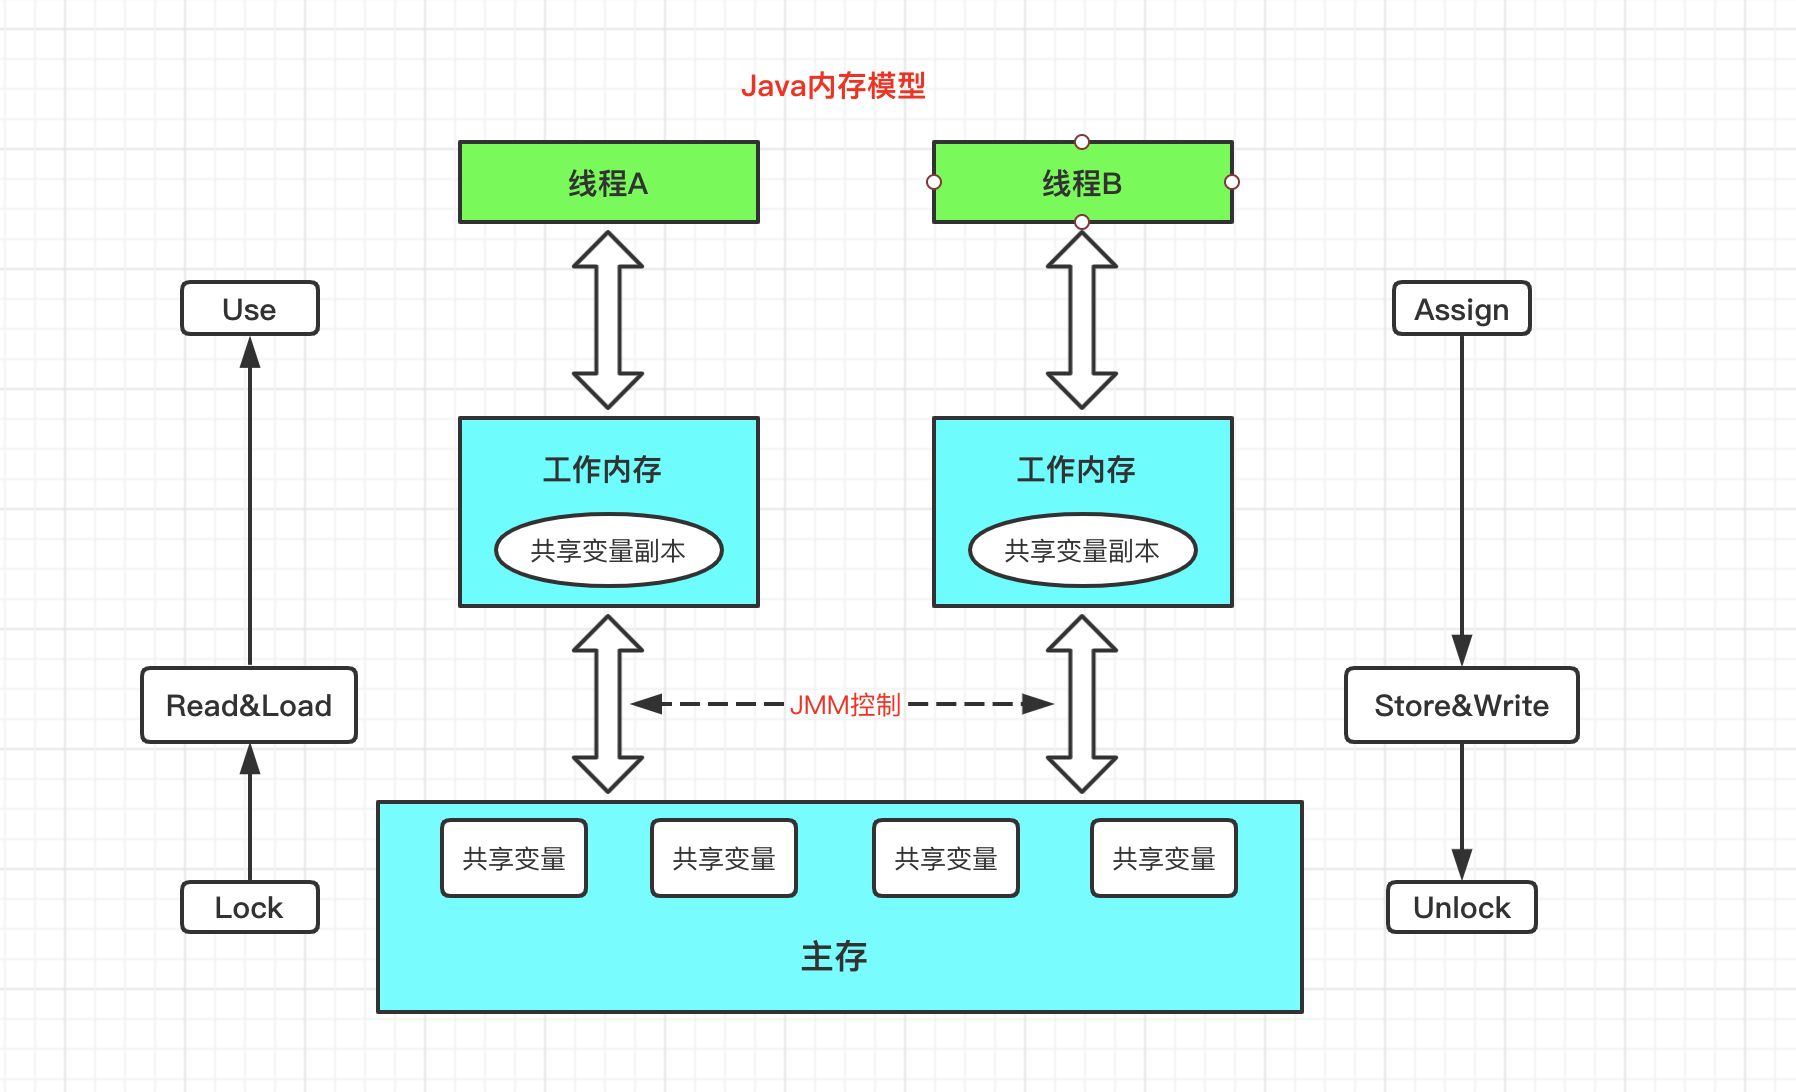 Java内存模型
线程A
线程B
Use
Assign
工作内存
工作内存
共享变量副本
共享变量副本
Read&Load
JMM控制
Store&Write
共享变量
共享变量
共享变量
共享变量
Lock
Unlock
主存